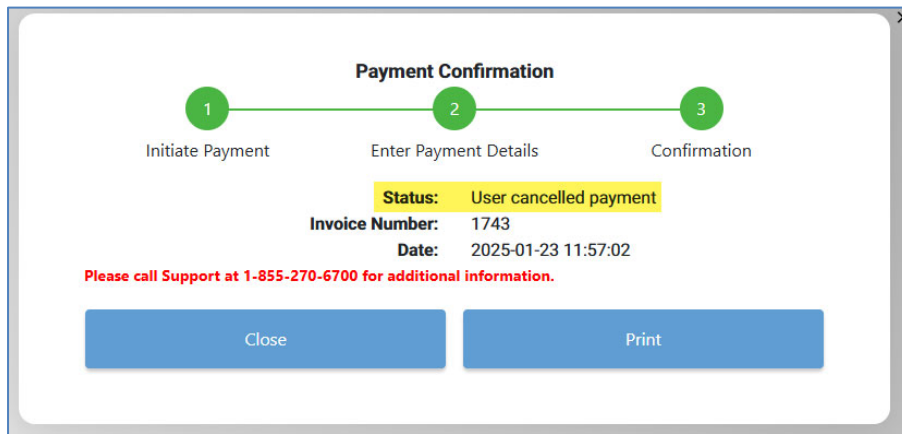 Payment Confirmation
1 2 3
Initiate Payment Enter Payment Details Confirmation
Status: User cancelled payment
Invoice Number: 1743
Date: 2025-01-23 11:57:02
Please call Support at 1-855-270-6700 for additional information.
Close Print